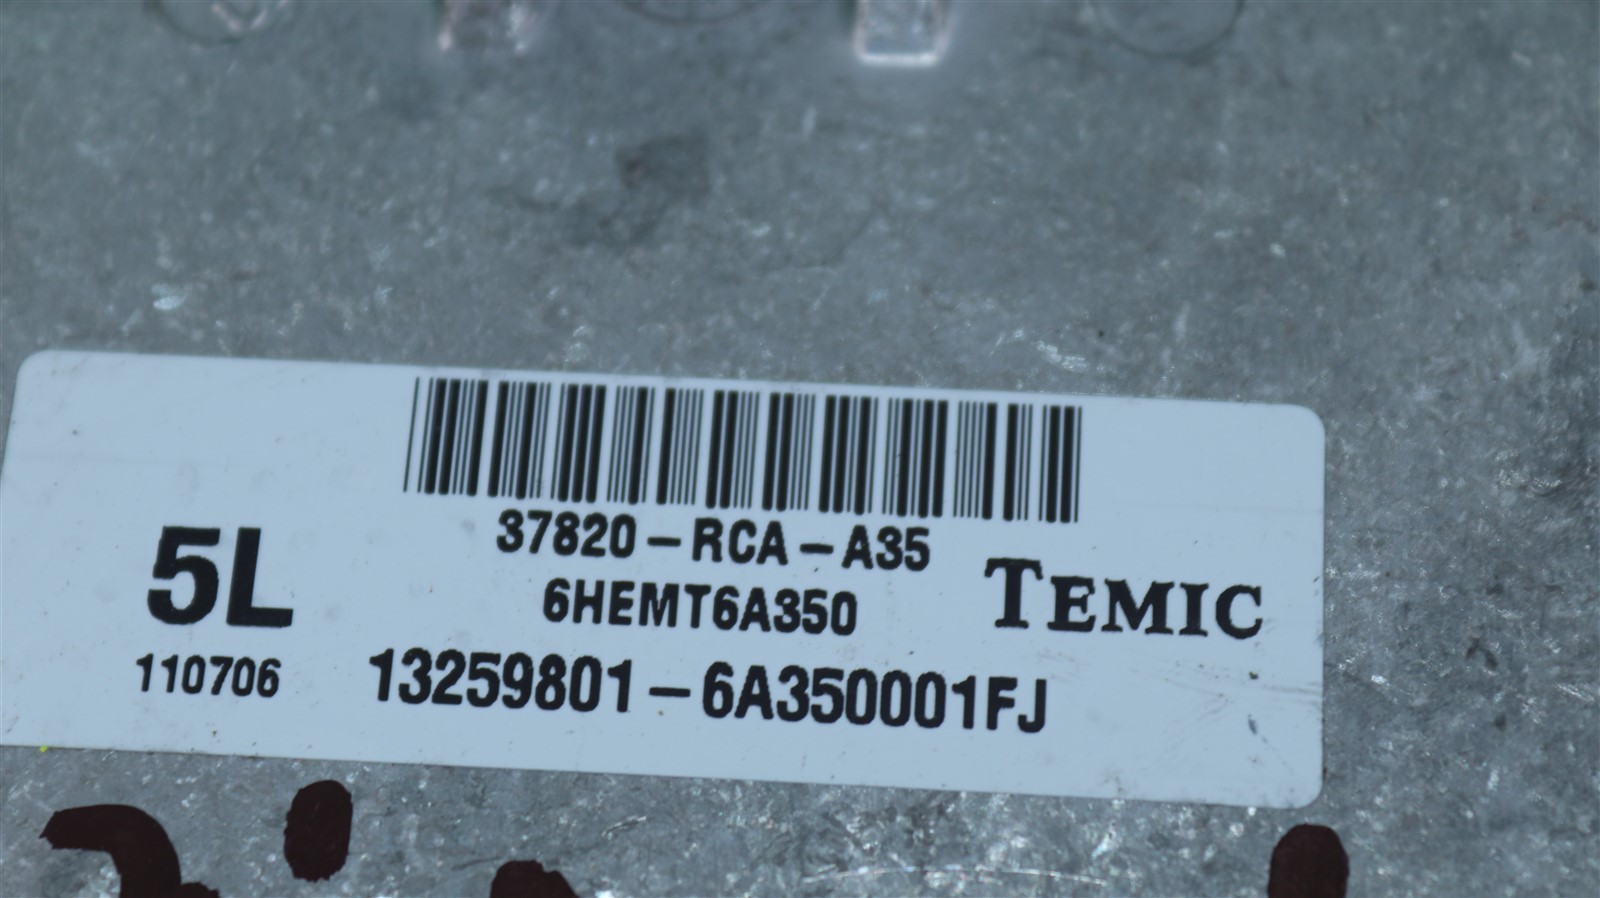 37820-RCA-A35
5L
6HEMT6A350
TEMIC
110706
13259801-6A350001FJ